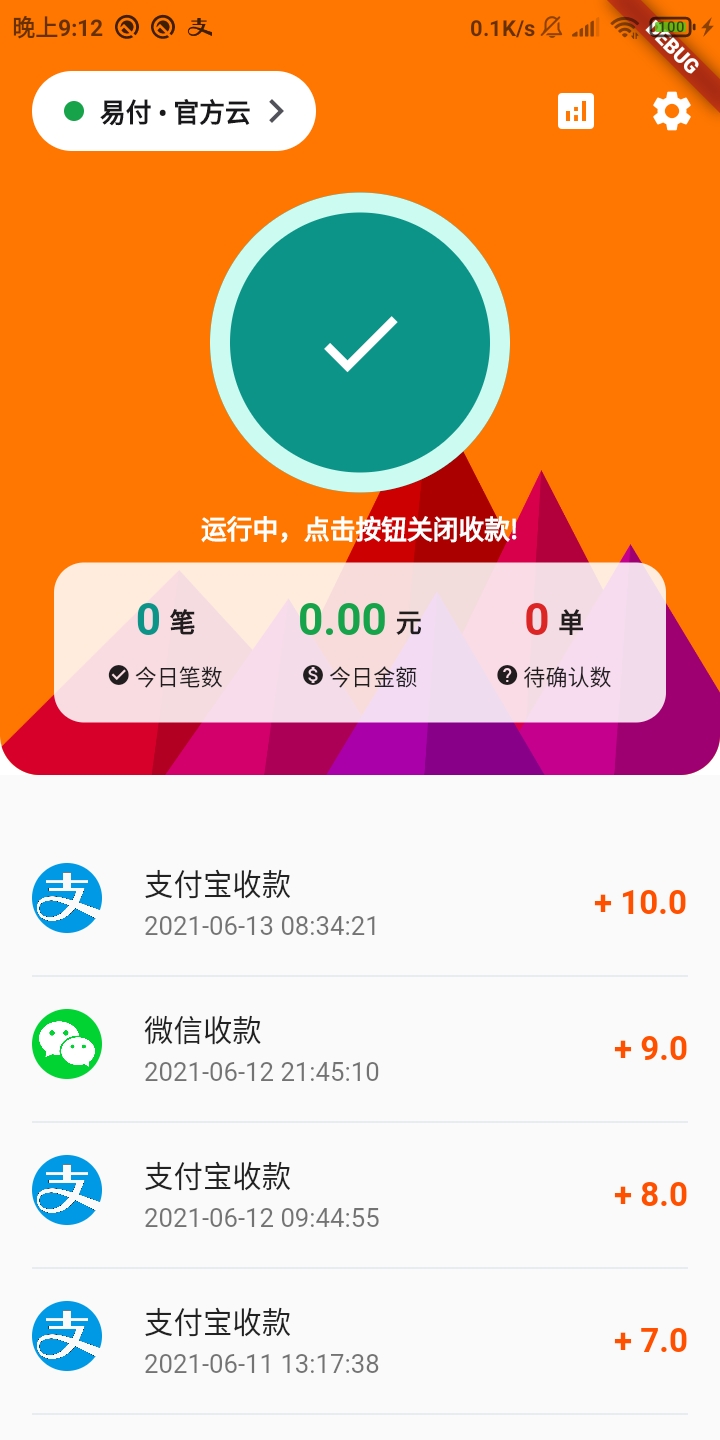 晚上9:12
0.1K/s
100
DEBUG
易付 • 官方云
运行中，点击按钮关闭收款!
0 笔
0.00 元
0 单
今日笔数
今日金额
待确认数
支付宝收款
2021-06-13 08:34:21
+ 10.0
微信收款
2021-06-12 21:45:10
+ 9.0
支付宝收款
2021-06-12 09:44:55
+ 8.0
支付宝收款
2021-06-11 13:17:38
+ 7.0